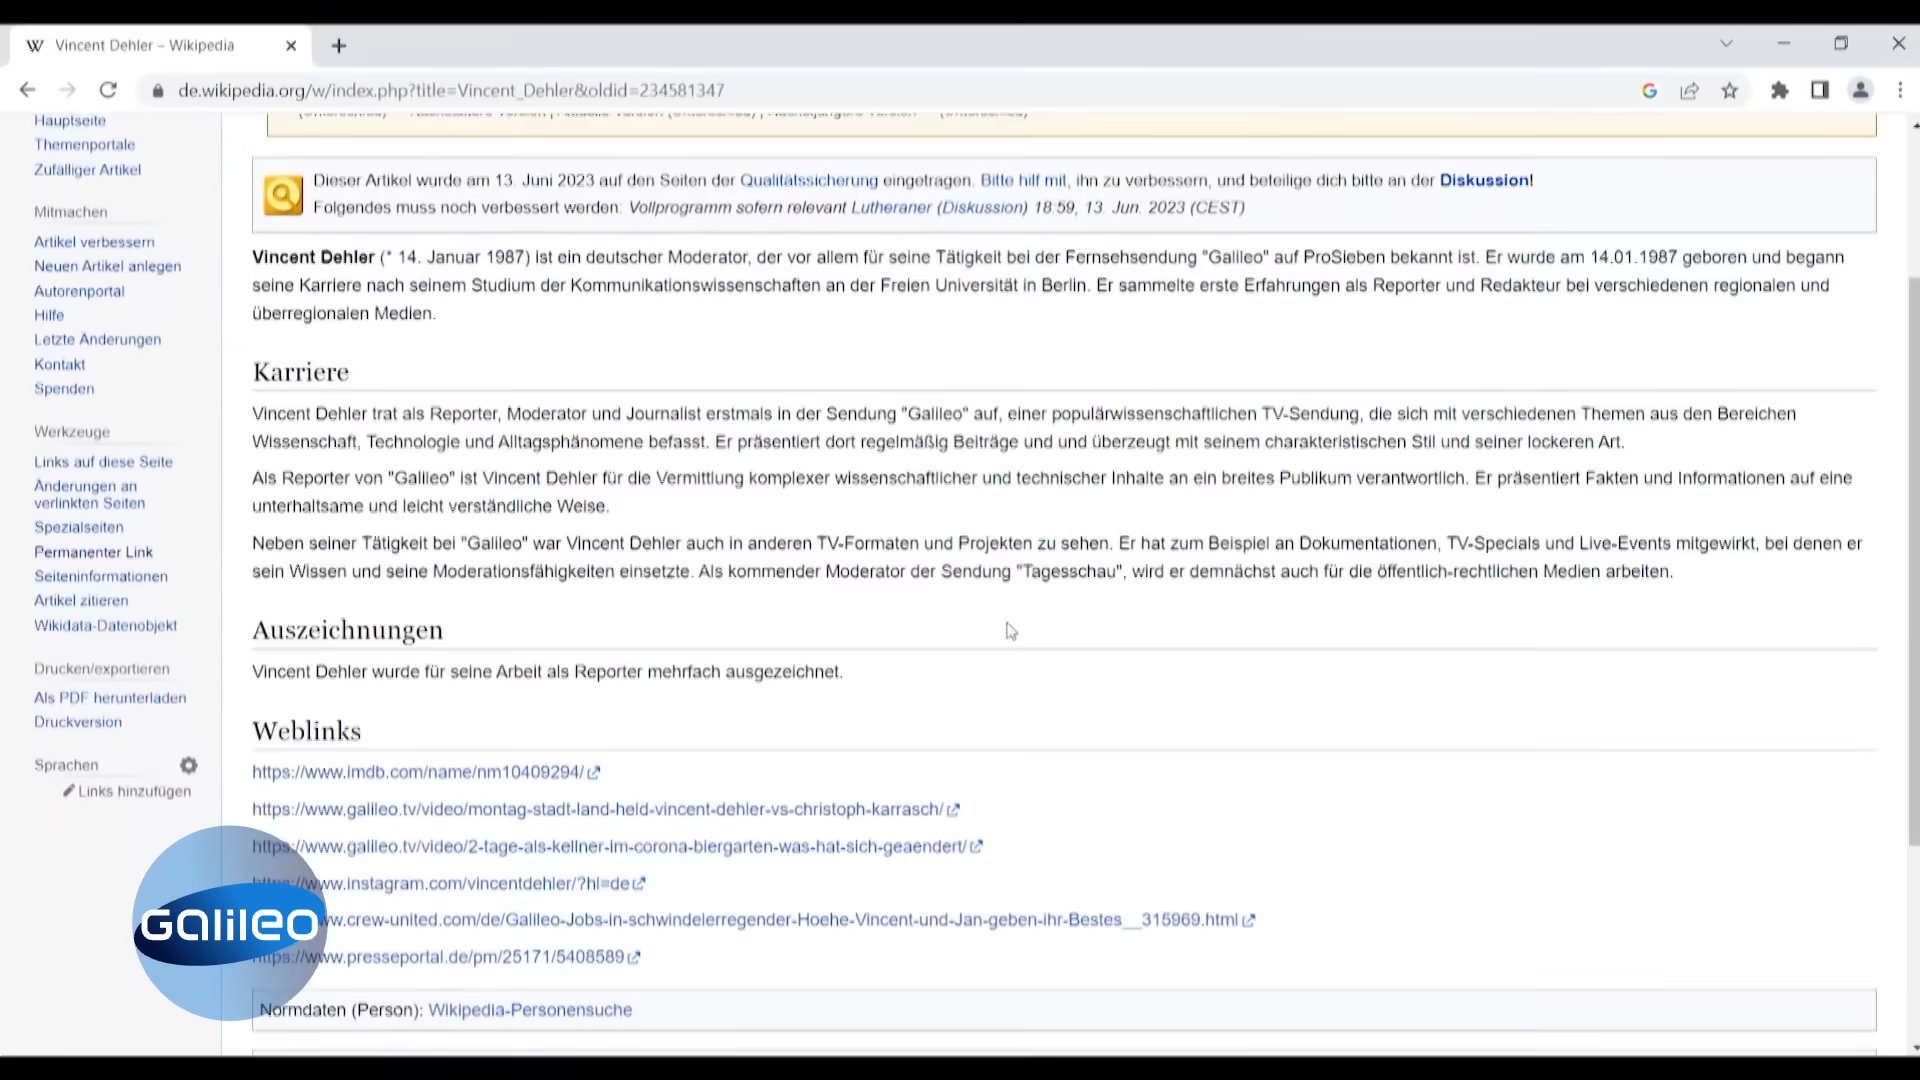 Vincent Dehler – Wikipedia
de.wikipedia.org/w/index.php?title=Vincent_Dehler&oldid=234581347
Hauptseite
Themenportale
Zufälliger Artikel
Mitmachen
Artikel verbessern
Neuen Artikel anlegen
Autorenportal
Hilfe
Letzte Änderungen
Kontakt
Spenden
Werkzeuge
Links auf diese Seite
Änderungen an
verlinkten Seiten
Spezialseiten
Permanenter Link
Seiteninformationen
Artikel zitieren
Wikidata-Datenobjekt
Drucken/exportieren
Als PDF herunterladen
Druckversion
Sprachen
Links hinzufügen
Dieser Artikel wurde am 13. Juni 2023 auf den Seiten der Qualitätssicherung eingetragen. Bitte hilf mit, ihn zu verbessern, und beteilige dich bitte an der Diskussion!
Folgendes muss noch verbessert werden: Vollprogramm sofern relevant Lutheraner (Diskussion) 18:59, 13. Jun. 2023 (CEST)
Vincent Dehler (* 14. Januar 1987) ist ein deutscher Moderator, der vor allem für seine Tätigkeit bei der Fernsehsendung "Galileo" auf ProSieben bekannt ist. Er wurde am 14.01.1987 geboren und begann
seine Karriere nach seinem Studium der Kommunikationswissenschaften an der Freien Universität in Berlin. Er sammelte erste Erfahrungen als Reporter und Redakteur bei verschiedenen regionalen und
überregionalen Medien.
Karriere
Vincent Dehler trat als Reporter, Moderator und Journalist erstmals in der Sendung "Galileo" auf, einer populärwissenschaftlichen TV-Sendung, die sich mit verschiedenen Themen aus den Bereichen
Wissenschaft, Technologie und Alltagsphänomene befasst. Er präsentiert dort regelmäßig Beiträge und und überzeugt mit seinem charakteristischen Stil und seiner lockeren Art.
Als Reporter von "Galileo" ist Vincent Dehler für die Vermittlung komplexer wissenschaftlicher und technischer Inhalte an ein breites Publikum verantwortlich. Er präsentiert Fakten und Informationen auf eine
unterhaltsame und leicht verständliche Weise.
Neben seiner Tätigkeit bei "Galileo" war Vincent Dehler auch in anderen TV-Formaten und Projekten zu sehen. Er hat zum Beispiel an Dokumentationen, TV-Specials und Live-Events mitgewirkt, bei denen er
sein Wissen und seine Moderationsfähigkeiten einsetzte. Als kommender Moderator der Sendung "Tagesschau", wird er demnächst auch für die öffentlich-rechtlichen Medien arbeiten.
Auszeichnungen
Vincent Dehler wurde für seine Arbeit als Reporter mehrfach ausgezeichnet.
Weblinks
https://www.imdb.com/name/nm10409294/
https://www.galileo.tv/video/montag-stadt-land-held-vincent-dehler-vs-christoph-karrasch/
https://www.galileo.tv/video/2-tage-als-kellner-im-corona-biergarten-was-hat-sich-geaendert/
https://www.instagram.com/vincentdehler/?hl=de
w.crew-united.com/de/Galileo-Jobs-in-schwindelerregender-Hoehe-Vincent-und-Jan-geben-ihr-Bestes__315969.html
https://www.presseportal.de/pm/25171/5408589
Normdaten (Person): Wikipedia-Personensuche
Galileo